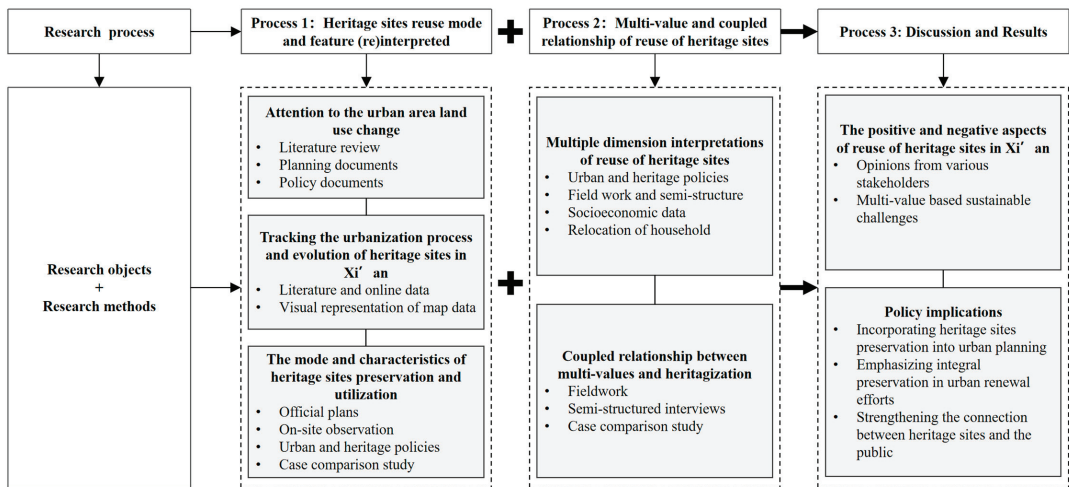 Research process
Process 1: Heritage sites reuse mode
and feature (re)interpreted
Process 2: Multi-value and coupled
relationship of reuse of heritage sites
Process 3: Discussion and Results
Research objects
+
Research methods
Attention to the urban area land
use change
• Literature review
• Planning documents
• Policy documents
Tracking the urbanization process
and evolution of heritage sites in
Xi′ an
• Literature and online data
• Visual representation of map data
The mode and characteristics of
heritage sites preservation and
utilization
• Official plans
• On-site observation
• Urban and heritage policies
• Case comparison study
Multiple dimension interpretations
of reuse of heritage sites
• Urban and heritage policies
• Field work and semi-structure
• Socioeconomic data
• Relocation of household
Coupled relationship between
multi-values and heritagization
• Fieldwork
• Semi-structured interviews
• Case comparison study
The positive and negative aspects
of reuse of heritage sites in Xi′ an
• Opinions from various
stakeholders
• Multi-value based sustainable
challenges
Policy implications
• Incorporating heritage sites
preservation into urban planning
• Emphasizing integral
preservation in urban renewal
efforts
• Strengthening the connection
between heritage sites and the
public